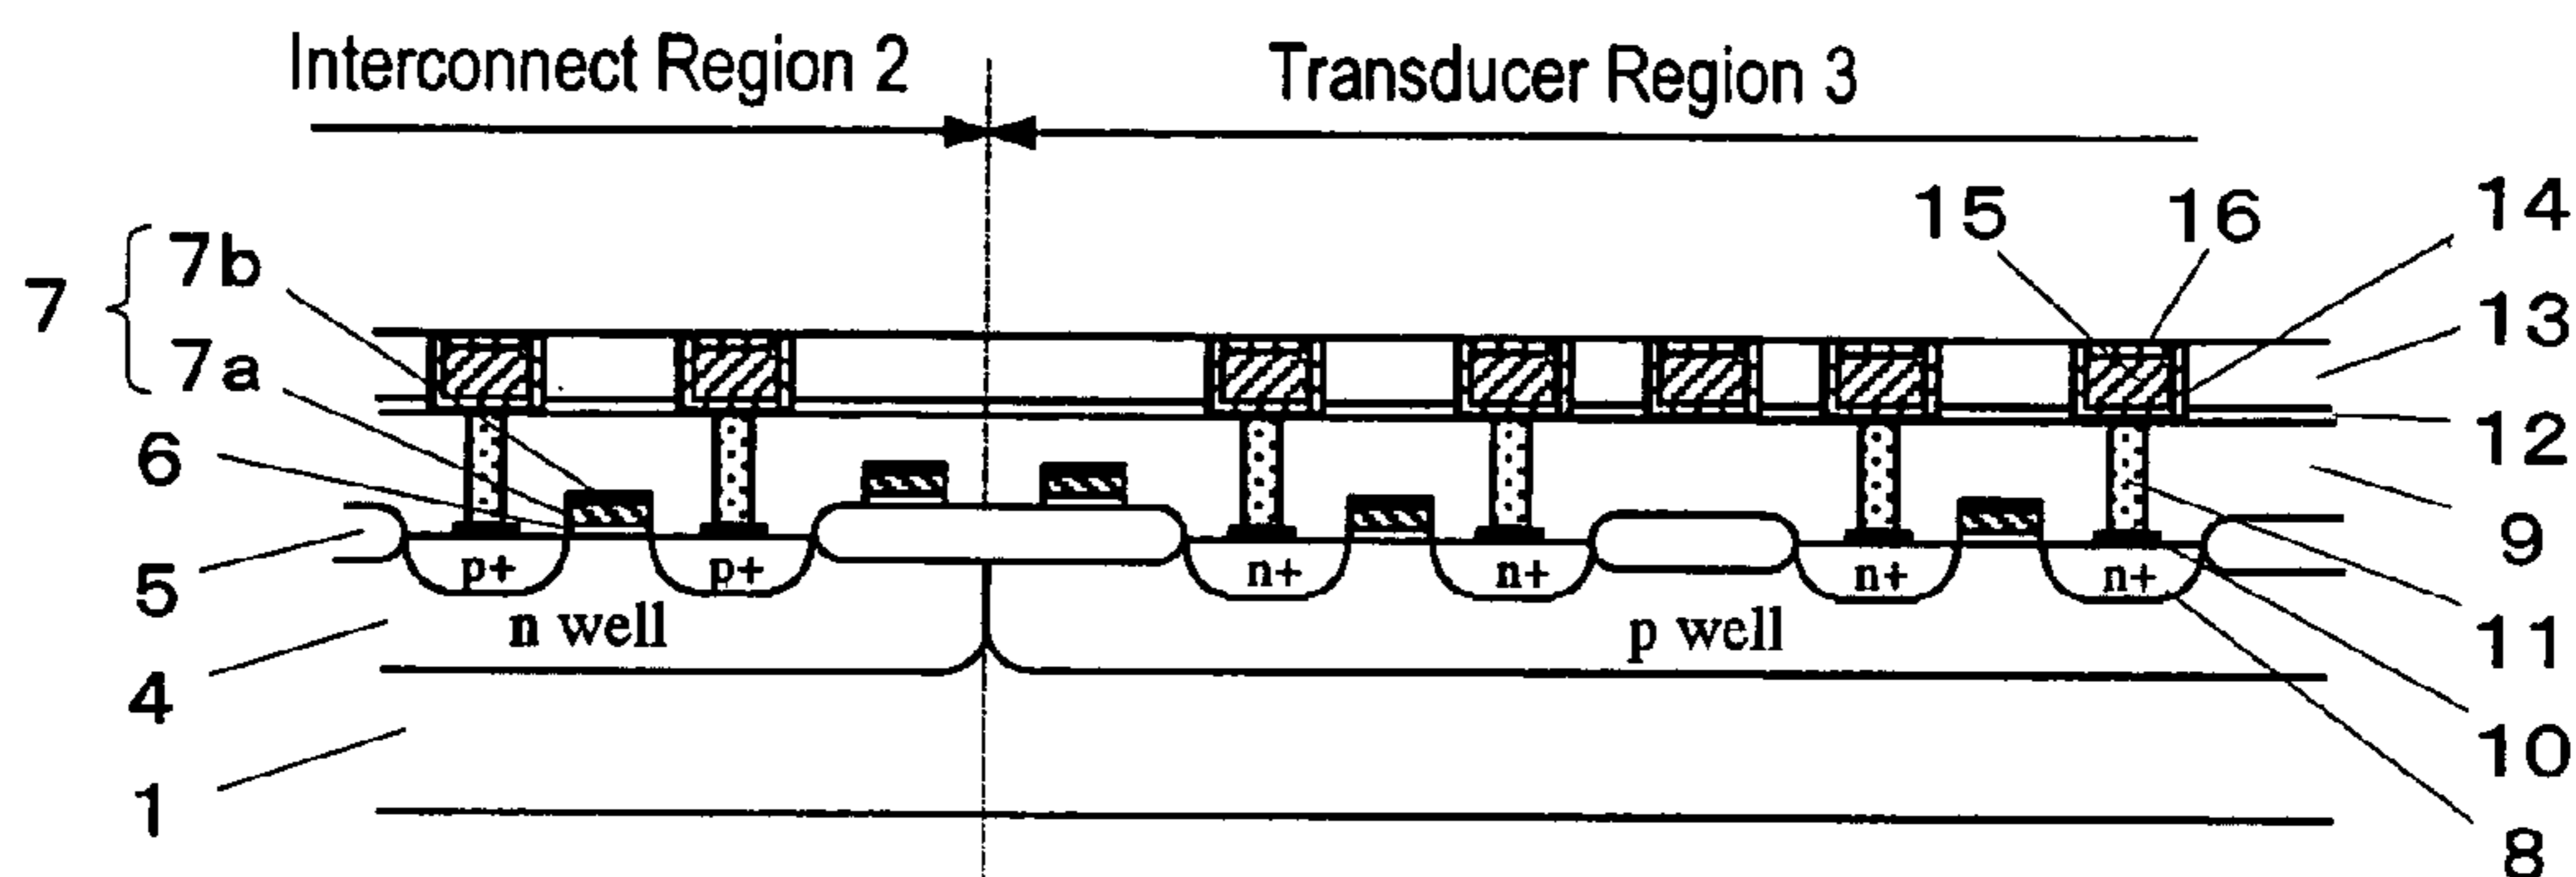 Interconnect Region 2
Transducer Region 3
15 16 14
7b
7
13
7a
12
6
9
p+ p+ n+ n+ n+ n+
5
n well p well
11
4
10
1
8